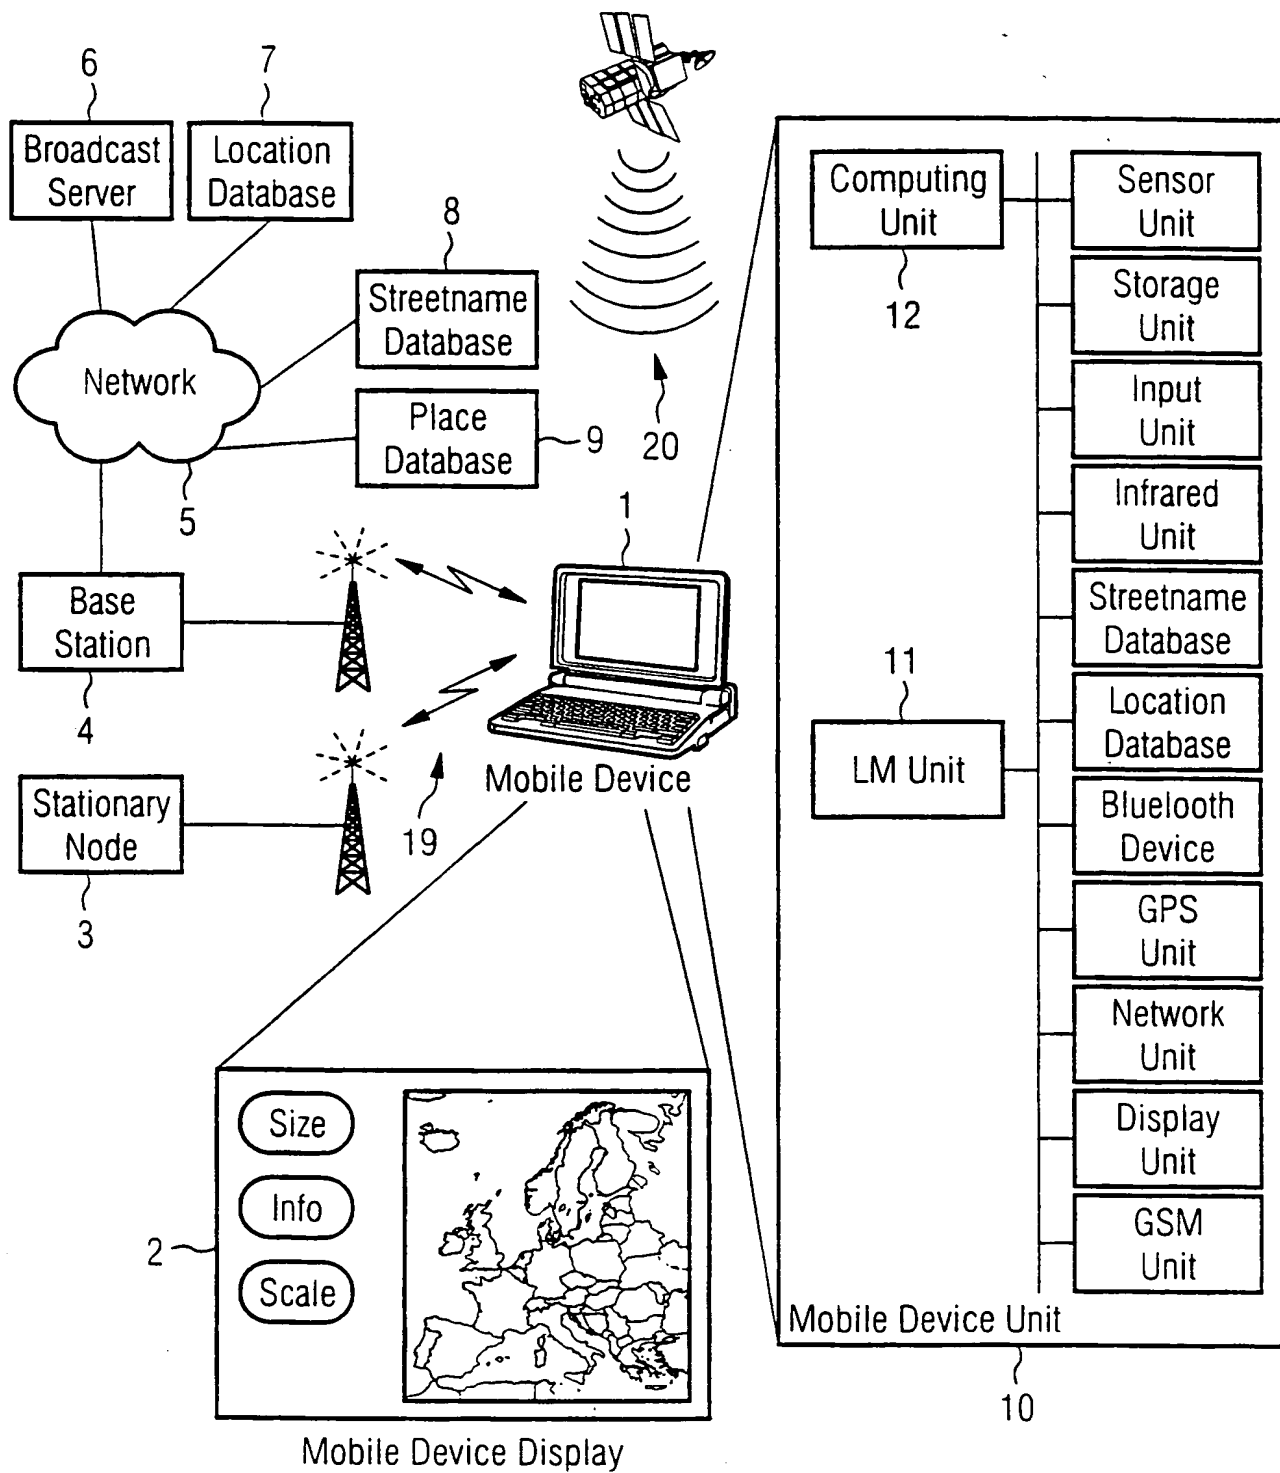 6
7
Broadcast
Server
Location
Database
8
Streetname
Database
Network
Place
Database
9
5
20
1
Base
Station
4
Mobile Device
19
Stationary
Node
3
Computing
Unit
12
11
LM Unit
Sensor
Unit
Storage
Unit
Input
Unit
Infrared
Unit
Streetname
Database
Location
Database
Bluelooth
Device
GPS
Unit
Network
Unit
Display
Unit
GSM
Unit
Mobile Device Unit
10
Size
Info
Scale
2
Mobile Device Display